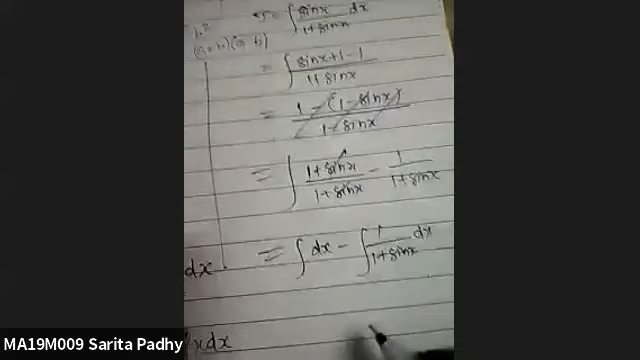 I = ∫ sinx/(1+sinx) dx
(a+b)(a-b)
= ∫ (sinx+1-1)/(1+sinx)
= (1-(1-sinx))/(1-sinx)
= ∫ (1+sinx)/(1+sinx) - 1/(1+sinx)
= ∫ dx - ∫ 1/(1+sinx) dx
dx
xdx
MA19M009 Sarita Padhy